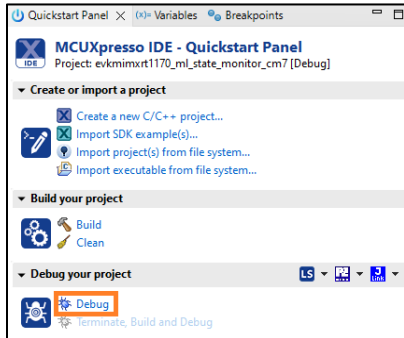 Quickstart Panel
(x)= Variables
Breakpoints
IDE
MCUXpresso IDE - Quickstart Panel
Project: evkmimxrt1170_ml_state_monitor_cm7 [Debug]
Create or import a project
Create a new C/C++ project...
Import SDK example(s)...
Import project(s) from file system...
Import executable from file system...
Build your project
Build
Clean
Debug your project
LS
Debug
Terminate, Build and Debug